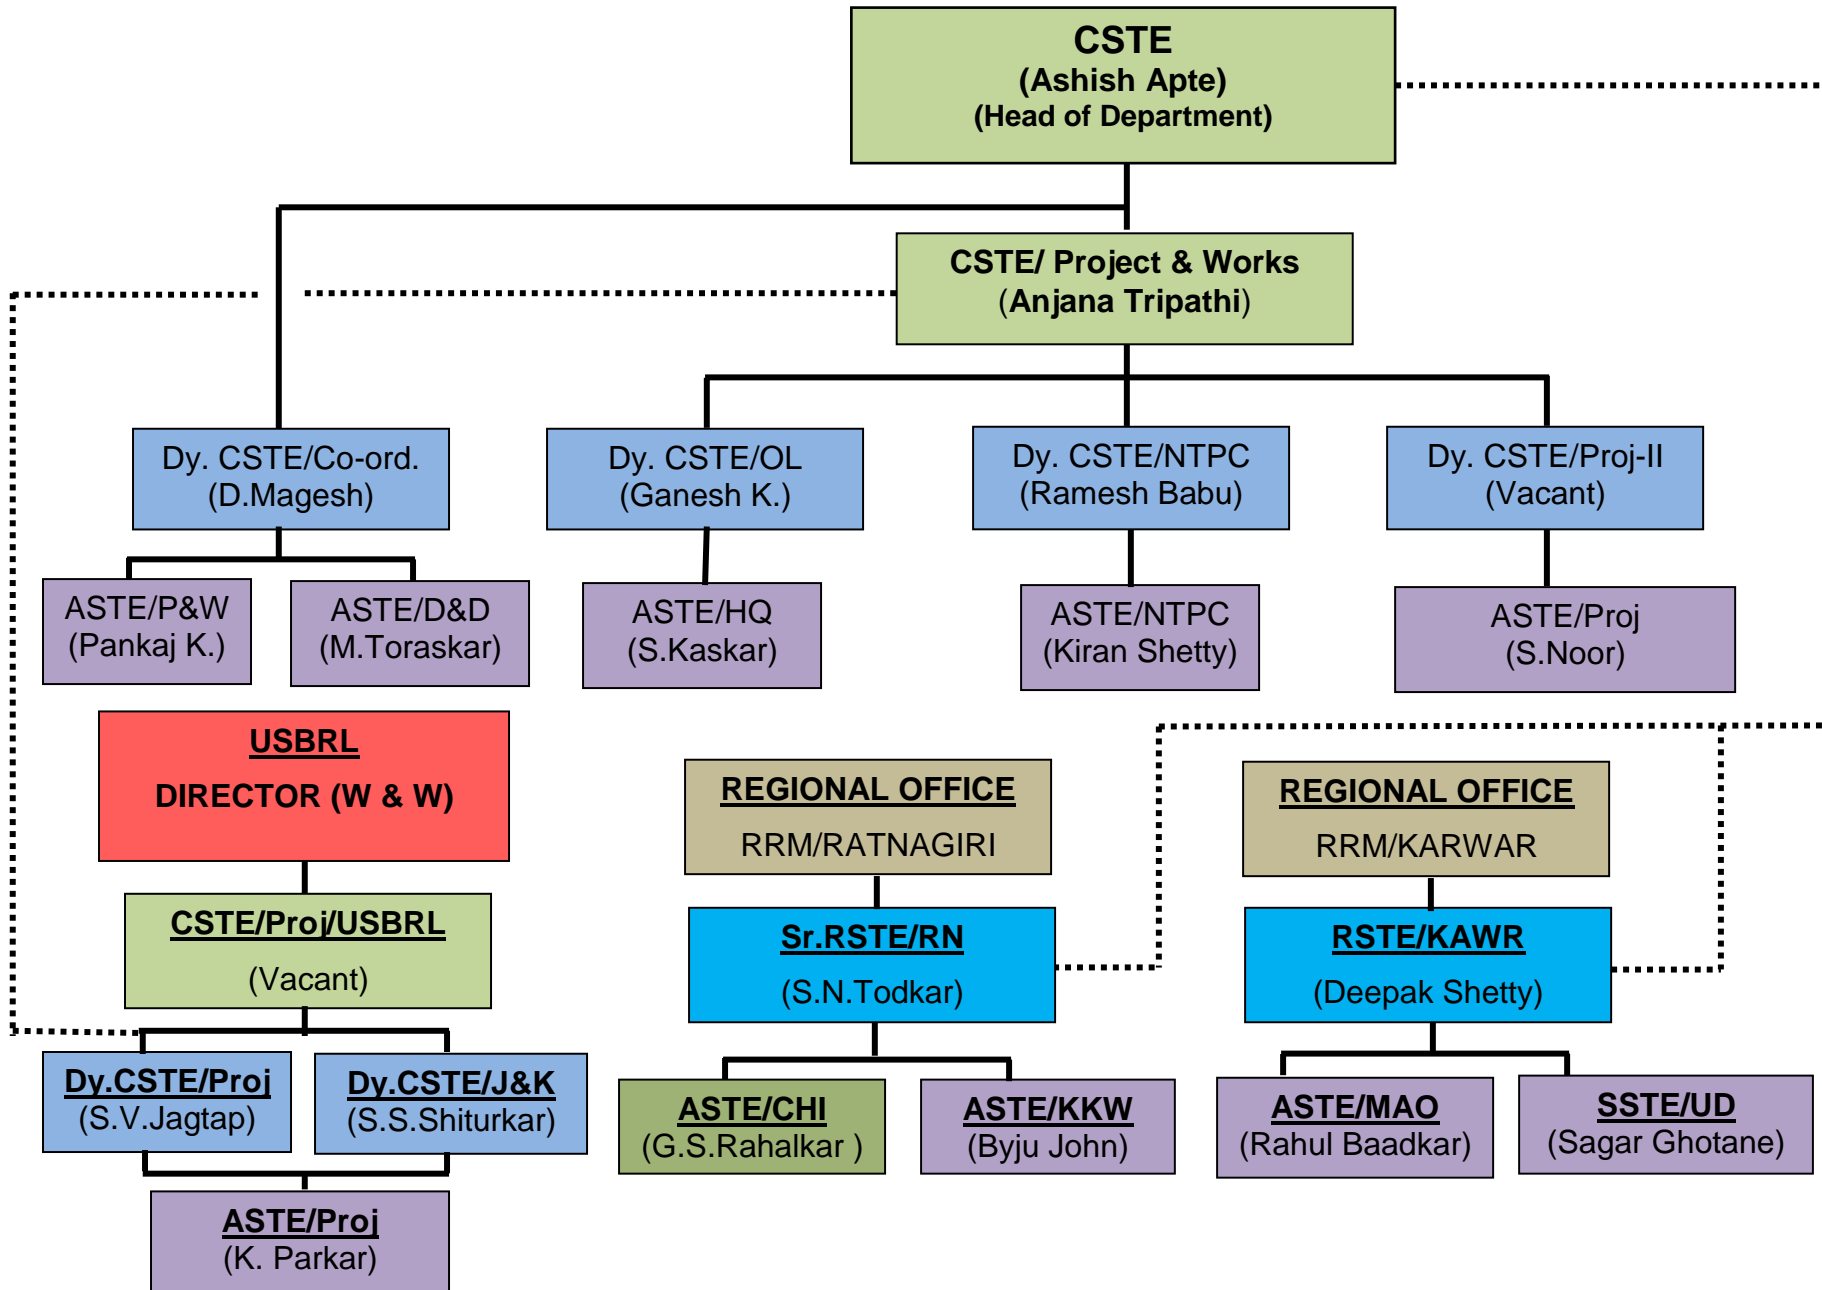 CSTE
(Ashish Apte)
(Head of Department)
CSTE/ Project & Works
(Anjana Tripathi)
Dy. CSTE/Co-ord.
(D.Magesh)
Dy. CSTE/OL
(Ganesh K.)
Dy. CSTE/NTPC
(Ramesh Babu)
Dy. CSTE/Proj-II
(Vacant)
ASTE/P&W
(Pankaj K.)
ASTE/D&D
(M.Toraskar)
ASTE/HQ
(S.Kaskar)
ASTE/NTPC
(Kiran Shetty)
ASTE/Proj
(S.Noor)
USBRL
DIRECTOR (W & W)
REGIONAL OFFICE
RRM/RATNAGIRI
REGIONAL OFFICE
RRM/KARWAR
CSTE/Proj/USBRL
(Vacant)
Sr.RSTE/RN
(S.N.Todkar)
RSTE/KAWR
(Deepak Shetty)
Dy.CSTE/Proj
(S.V.Jagtap)
Dy.CSTE/J&K
(S.S.Shiturkar)
ASTE/CHI
(G.S.Rahalkar )
ASTE/KKW
(Byju John)
ASTE/MAO
(Rahul Baadkar)
SSTE/UD
(Sagar Ghotane)
ASTE/Proj
(K. Parkar)